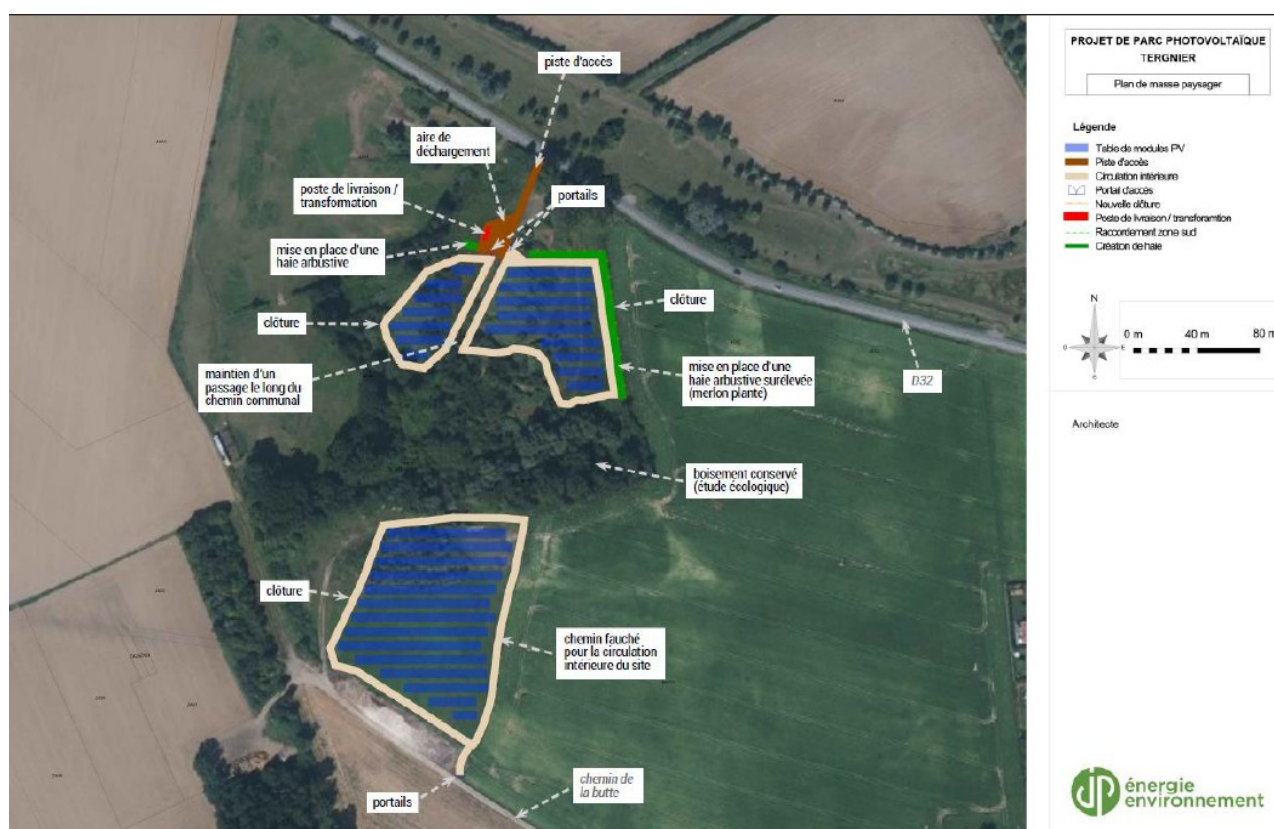 piste d'accès
aire de
déchargement
poste de livraison /
transformation
portails
mise en place d'une
haie arbustive
clôture
clôture
maintien d'un
passage le long du
chemin communal
mise en place d'une
haie arbustive surélevée
(merlon planté)
D32
boisement conservé
(étude écologique)
clôture
chemin fauché
pour la circulation
intérieure du site
portails
chemin de
la butte
PROJET DE PARC PHOTOVOLTAÏQUE
TERGNIER
Plan de masse paysager
Légende
Table de modules PV
Piste d'accès
Circulation intérieure
Portail d'accès
Nouvelle clôture
Poste de livraison / transforamtion
Raccordement zone sud
Création de haie
N
O
E
S
0 m 40 m 80 m
Architecte
JP énergie
environnement